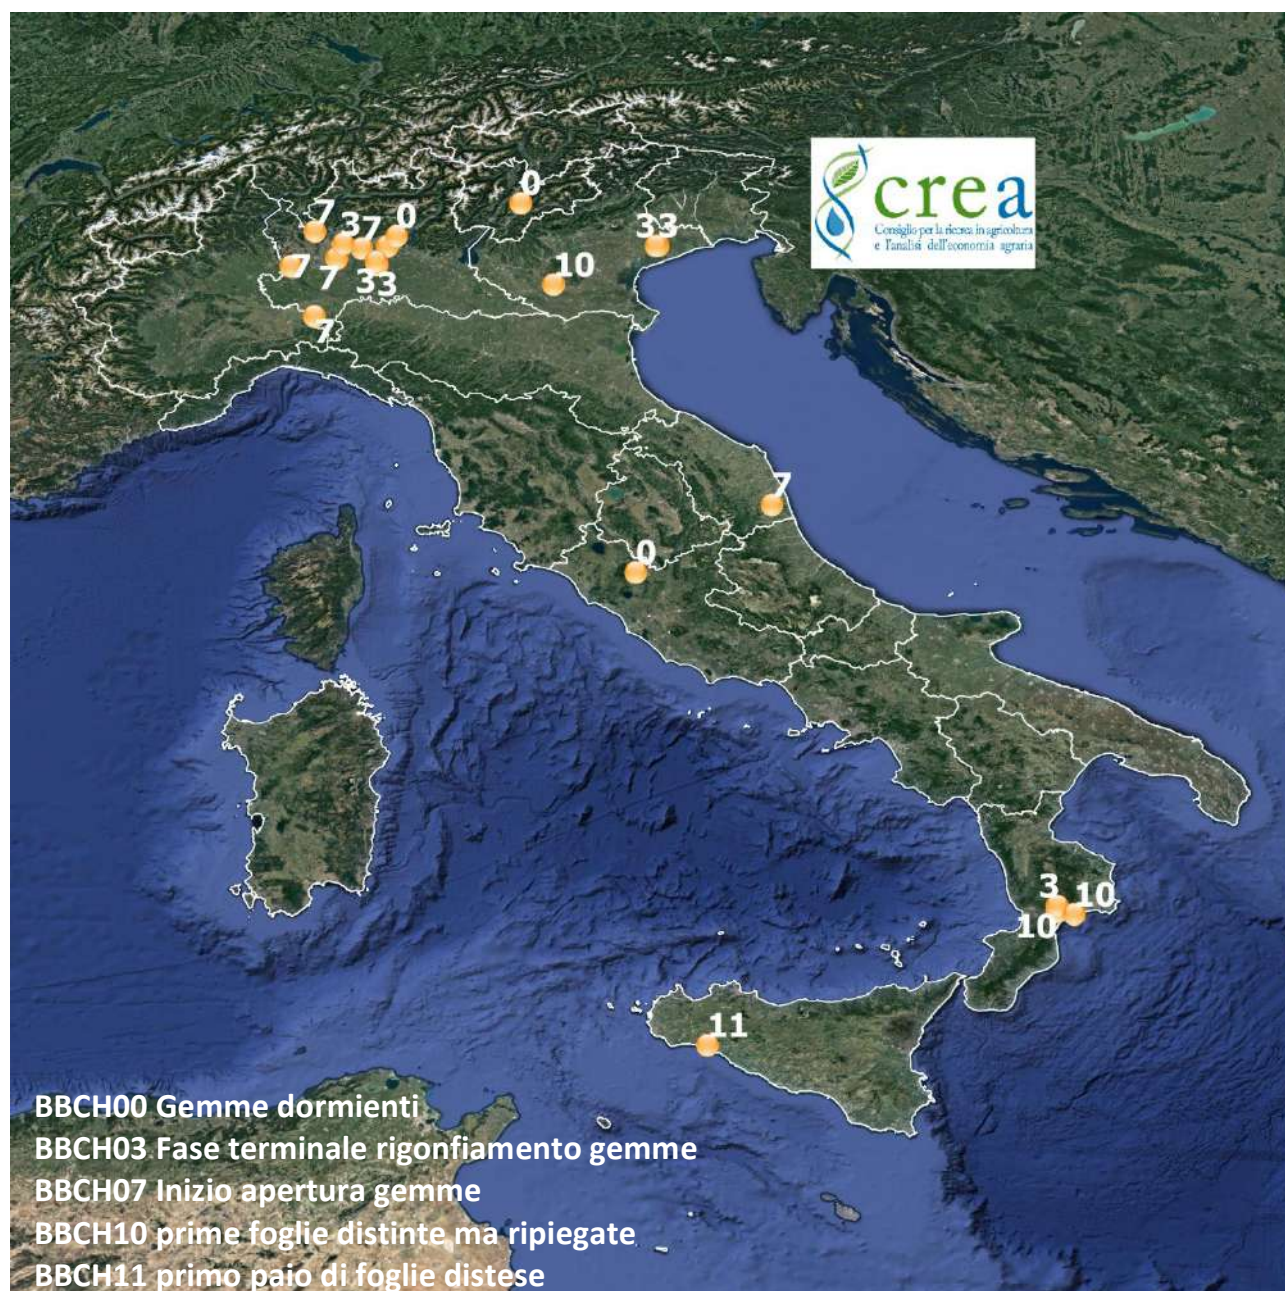 0
crea
Consiglio per la ricerca in agricoltura
e l'analisi dell'economia agraria
7
3
7
0
33
7
7
33
10
7
7
0
3
10
10
11
BBCH00 Gemme dormienti
BBCH03 Fase terminale rigonfiamento gemme
BBCH07 Inizio apertura gemme
BBCH10 prime foglie distinte ma ripiegate
BBCH11 primo paio di foglie distese